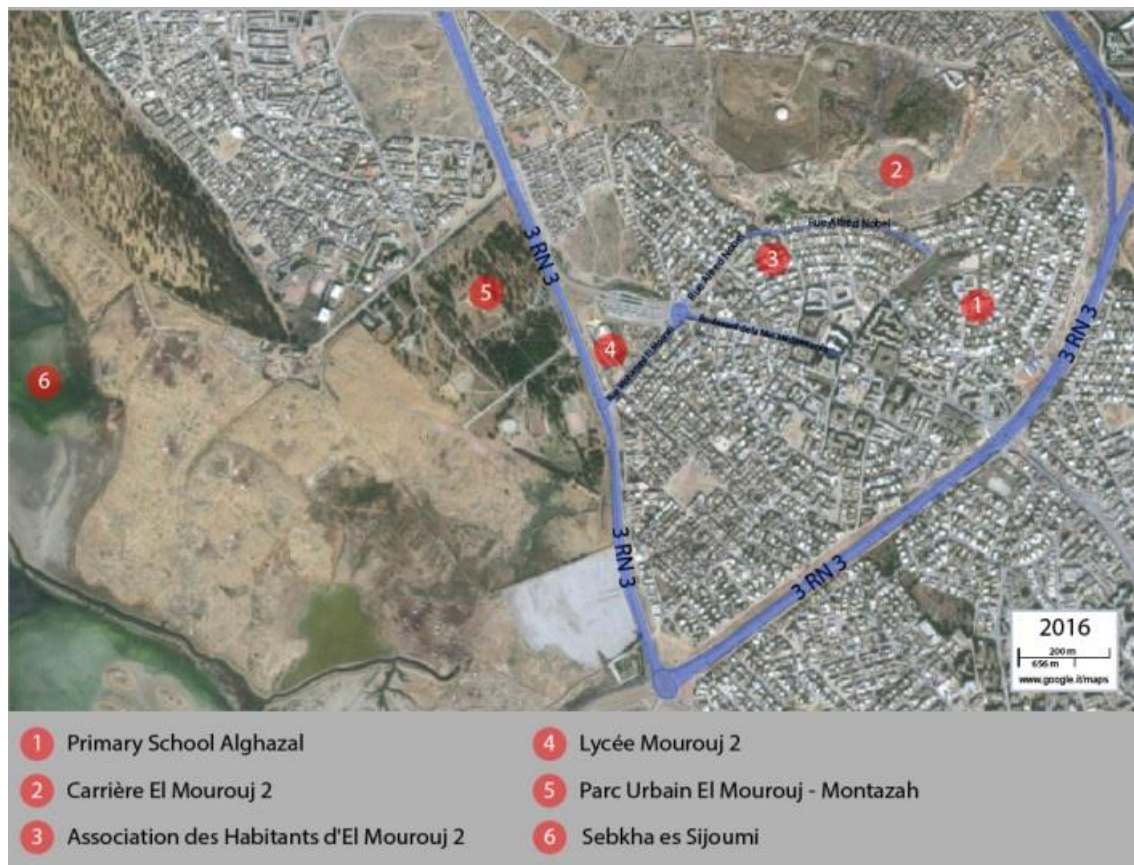 3 RN 3
Rue Alfred Nobel
Rue Alfred Nobel
3 RN 3
3 RN 3
3 RN 3
1
2
3
4
5
6
2016
200 m
656 m
www.google.it/maps
1 Primary School Alghazal
2 Carrière El Mourouj 2
3 Association des Habitants d'El Mourouj 2
4 Lycée Mourouj 2
5 Parc Urbain El Mourouj - Montazah
6 Sebkha es Sijoumi